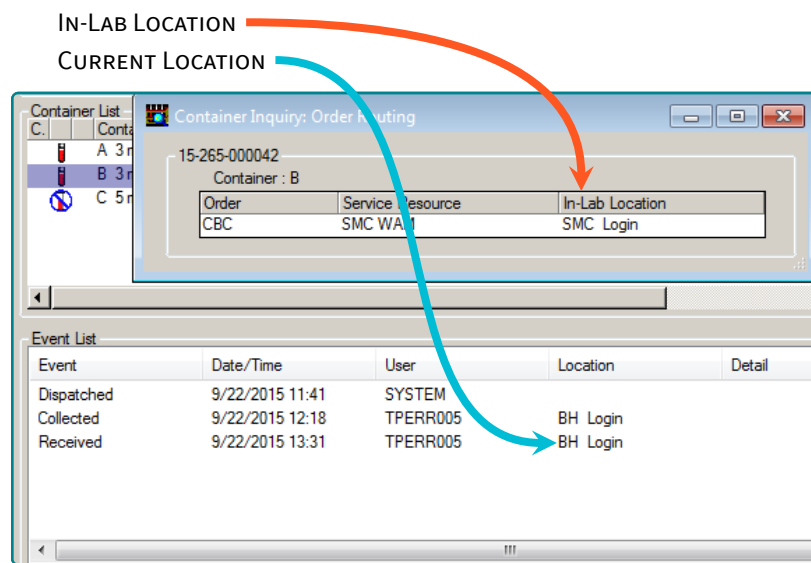 In-Lab Location
Current Location
Container List
C. Conta
A 3 r
B 3 r
C 5 r
Container Inquiry: Order Routing
15-265-000042
Container : B
Order Service Resource In-Lab Location
CBC SMC WAM SMC Login
Event List
Event Date/Time User Location Detail
Dispatched 9/22/2015 11:41 SYSTEM
Collected 9/22/2015 12:18 TPERR005 BH Login
Received 9/22/2015 13:31 TPERR005 BH Login